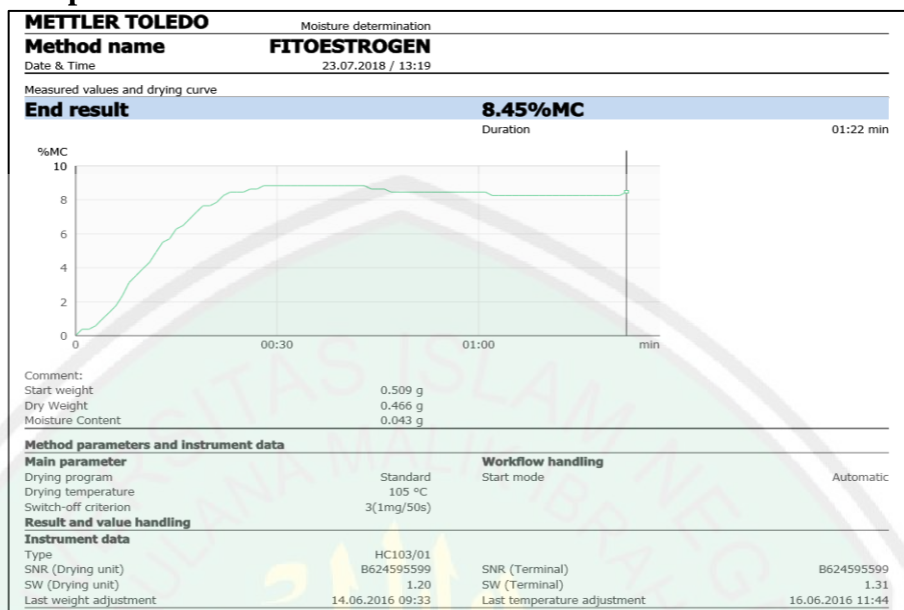 METTLER TOLEDO Moisture determination
Method name FITOESTROGEN
Date & Time 23.07.2018 / 13:19
Measured values and drying curve
End result 8.45%MC
Duration 01:22 min
%MC
10
8
6
4
2
0
0 00:30 01:00 min
Comment:
Start weight 0.509 g
Dry Weight 0.466 g
Moisture Content 0.043 g
Method parameters and instrument data
Main parameter Workflow handling
Drying program Standard Start mode Automatic
Drying temperature 105 °C
Switch-off criterion 3(1mg/50s)
Result and value handling
Instrument data
Type HC103/01
SNR (Drying unit) B624595599 SNR (Terminal) B624595599
SW (Drying unit) 1.20 SW (Terminal) 1.31
Last weight adjustment 14.06.2016 09:33 Last temperature adjustment 16.06.2016 11:44